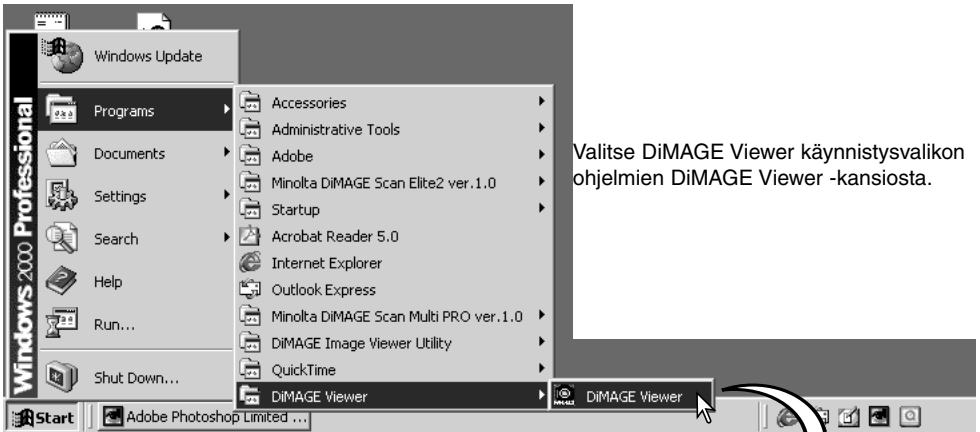 Windows 2000 Professional
Windows Update
Programs
Documents
Settings
Search
Help
Run...
Shut Down...
Accessories
Administrative Tools
Adobe
Minolta DiMAGE Scan Elite2 ver.1.0
Startup
Acrobat Reader 5.0
Internet Explorer
Outlook Express
Minolta DiMAGE Scan Multi PRO ver.1.0
DiMAGE Image Viewer Utility
QuickTime
DiMAGE Viewer
DiMAGE Viewer
Valitse DiMAGE Viewer käynnistysvalikon
ohjelmien DiMAGE Viewer -kansiosta.
Start
Adobe Photoshop Limited ...